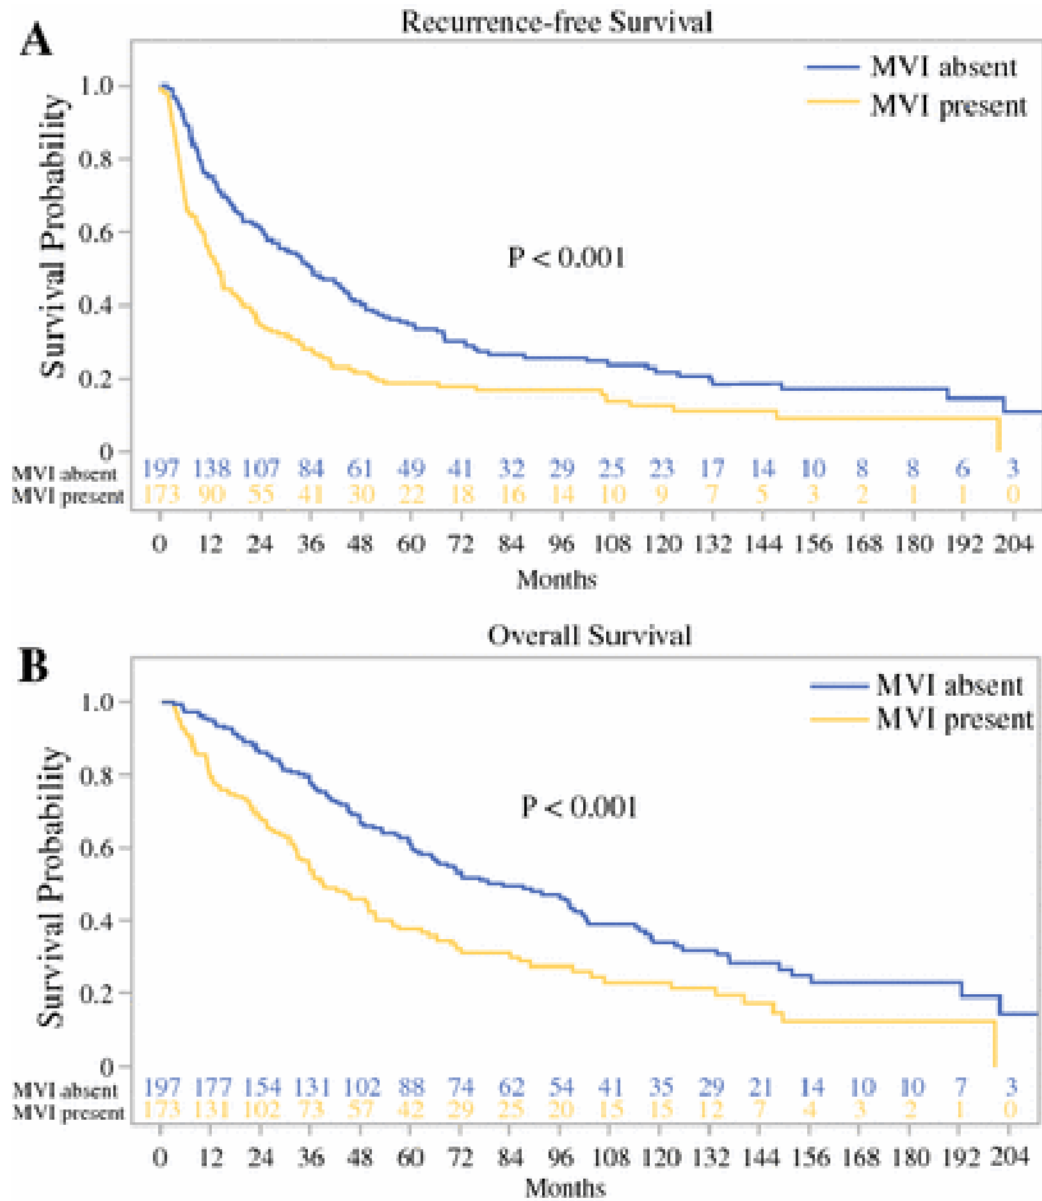 A
Recurrence-free Survival
MVI absent
MVI present
Survival Probability
1.0
0.8
0.6
0.4
0.2
0
P < 0.001
MVI absent 197 138 107 84 61 49 41 32 29 25 23 17 14 10 8 8 6 3
MVI present 173 90 55 41 30 22 18 16 14 10 9 7 5 3 2 1 1 0
0 12 24 36 48 60 72 84 96 108 120 132 144 156 168 180 192 204
Months
B
Overall Survival
MVI absent
MVI present
Survival Probability
1.0
0.8
0.6
0.4
0.2
0
P < 0.001
MVI absent 197 177 154 131 102 88 74 62 54 41 35 29 21 14 10 10 7 3
MVI present 173 131 102 73 57 42 29 25 20 15 15 12 7 4 3 2 1 0
0 12 24 36 48 60 72 84 96 108 120 132 144 156 168 180 192 204
Months